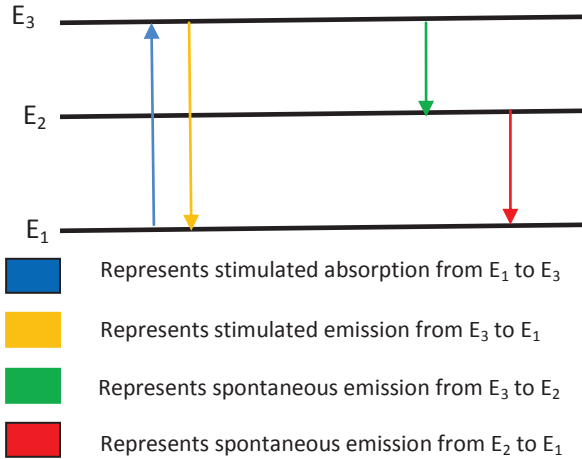 E₃
E₂
E₁
Represents stimulated absorption from E₁ to E₃
Represents stimulated emission from E₃ to E₁
Represents spontaneous emission from E₃ to E₂
Represents spontaneous emission from E₂ to E₁